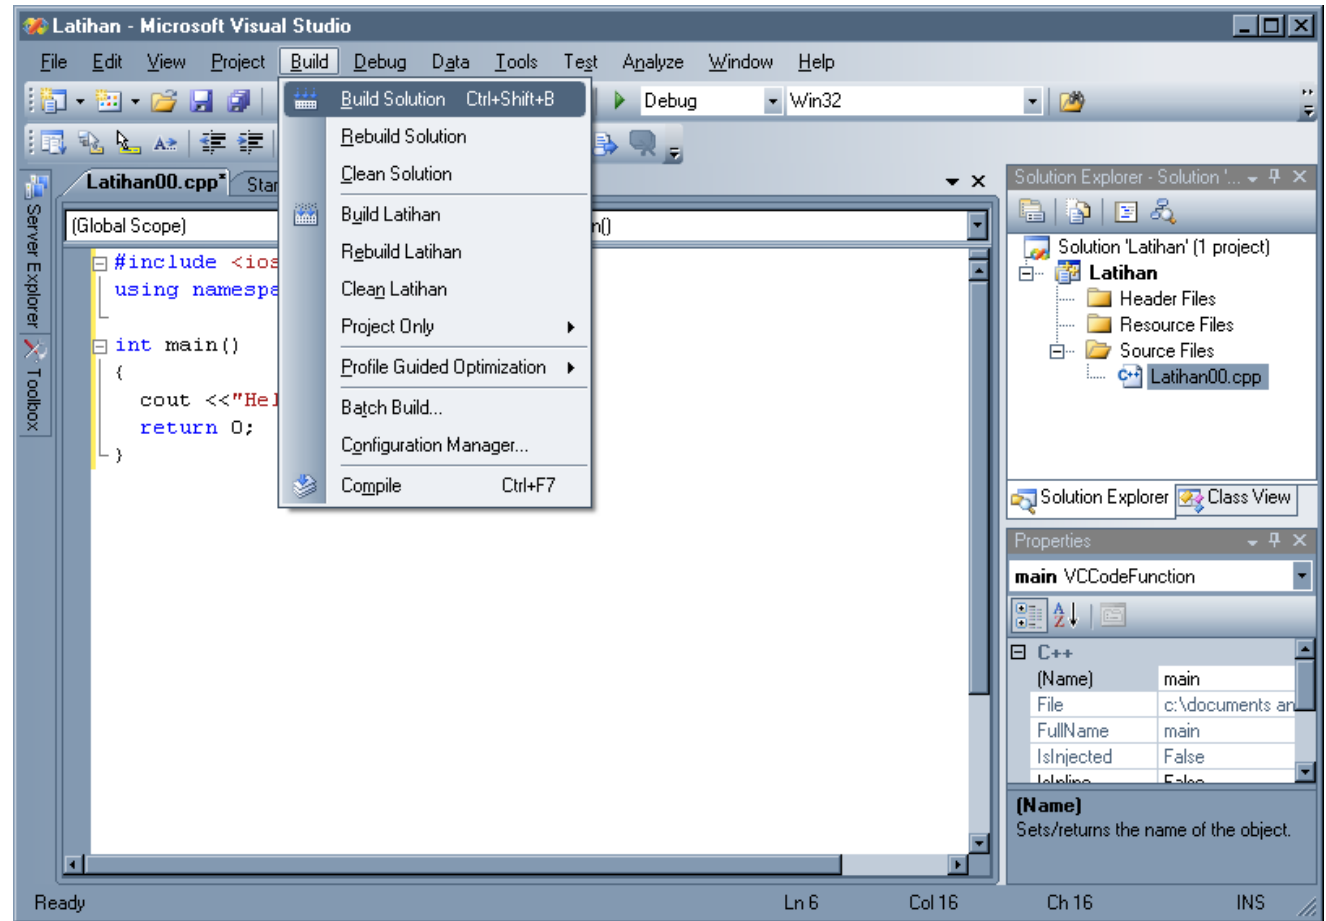 Latihan - Microsoft Visual Studio
File Edit View Project Build Debug Data Tools Test Analyze Window Help
Build Solution Ctrl+Shift+B
Debug
Win32
Rebuild Solution
Clean Solution
Build Latihan
Rebuild Latihan
Clean Latihan
Project Only
Profile Guided Optimization
Batch Build...
Configuration Manager...
Compile Ctrl+F7
Server Explorer
Toolbox
Latihan00.cpp*
(Global Scope)
#include
using
int main()
{
cout <<
return 0;
}
Solution Explorer - Solution '...
Solution 'Latihan' (1 project)
Latihan
Header Files
Resource Files
Source Files
Latihan00.cpp
Solution Explorer Class View
Properties
main VCCodeFunction
C++
(Name) main
File c:\documents
FullName main
IsInjected False
(Name)
Sets/returns the name of the object.
Ready Ln 6 Col 16 Ch 16 INS